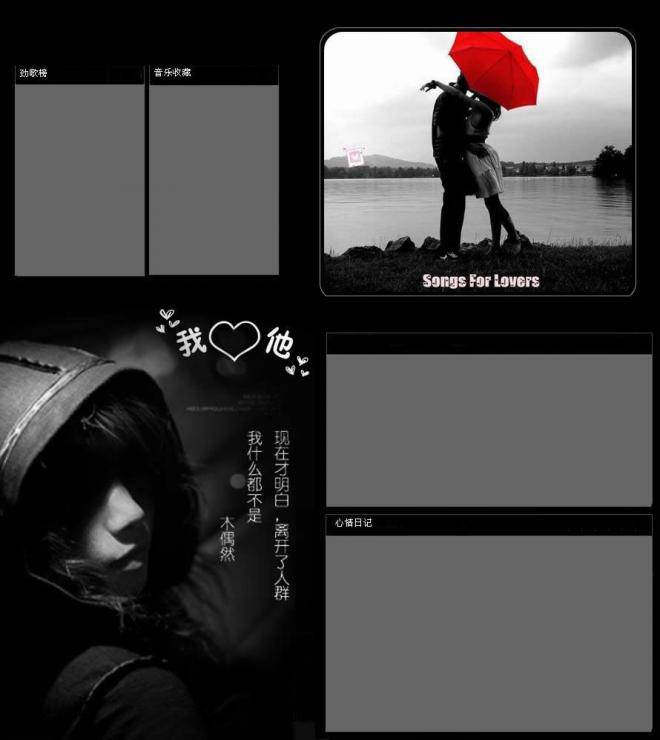 劲歌榜
音乐收藏
Songs For Lovers
我 他
现在才明白，离开了人群
我什么都不是
木偶然
心情日记